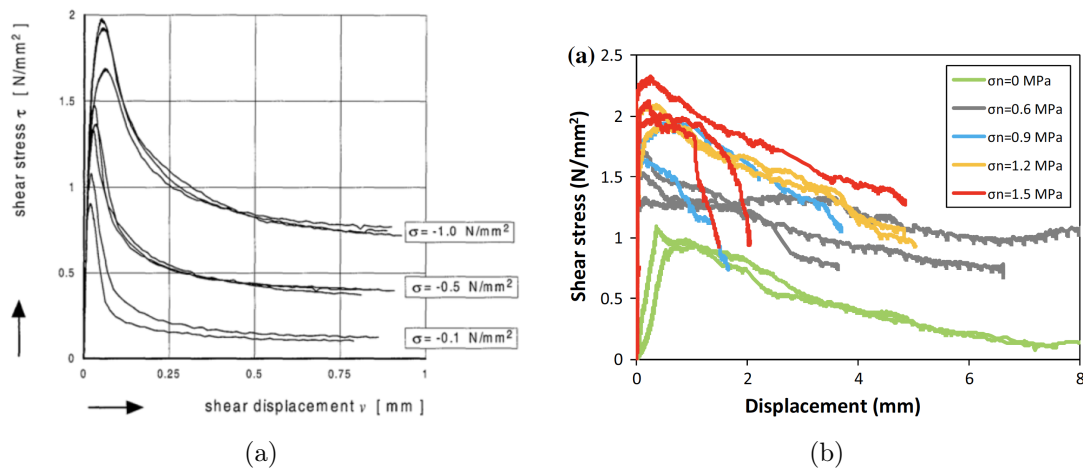 shear stress τ [ N/mm² ]
2
1.5
1
0.5
0
0.25
0.5
0.75
1
σ= -1.0 N/mm²
σ= -0.5 N/mm²
σ= -0.1 N/mm²
shear displacement v [ mm ]
(a)
(a)
Shear stress (N/mm²)
2.5
2
1.5
1
0.5
0
0
2
4
6
8
σn=0 MPa
σn=0.6 MPa
σn=0.9 MPa
σn=1.2 MPa
σn=1.5 MPa
Displacement (mm)
(b)